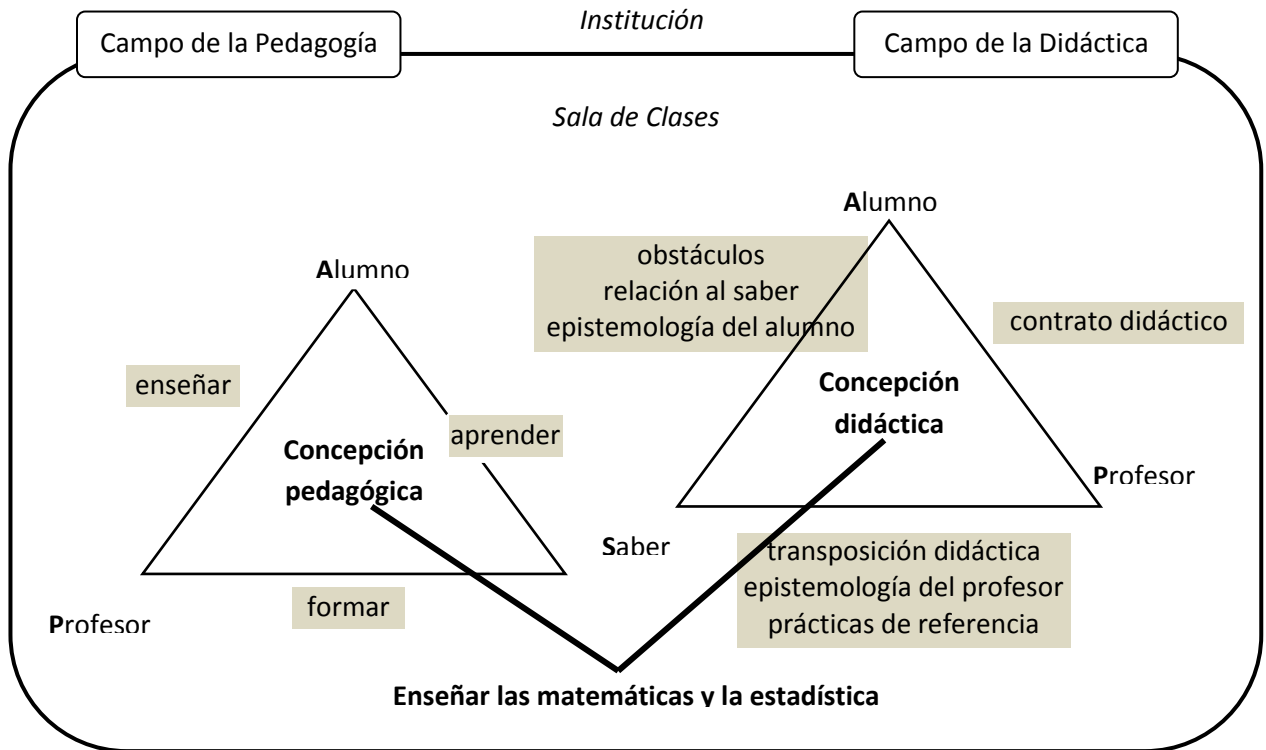 Institución
Campo de la Pedagogía
Campo de la Didáctica
Sala de Clases
Alumno
enseñar
aprender
Concepción
pedagógica
formar
Profesor
Saber
Alumno
obstáculos
relación al saber
epistemología del alumno
contrato didáctico
Concepción
didáctica
Profesor
transposición didáctica
epistemología del profesor
prácticas de referencia
Enseñar las matemáticas y la estadística